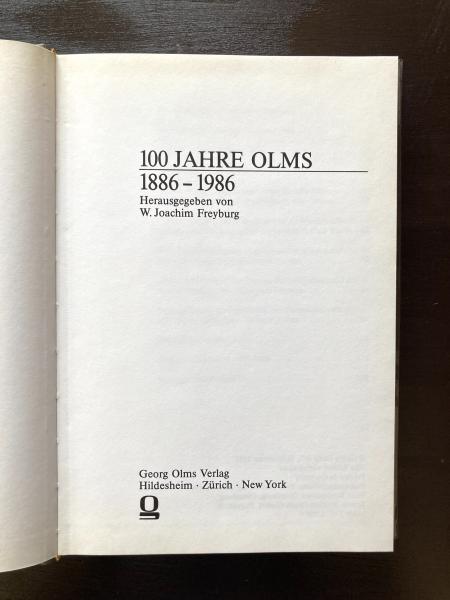 100 JAHRE OLMS
1886 – 1986
Herausgegeben von
W. Joachim Freyburg
Georg Olms Verlag
Hildesheim · Zürich · New York